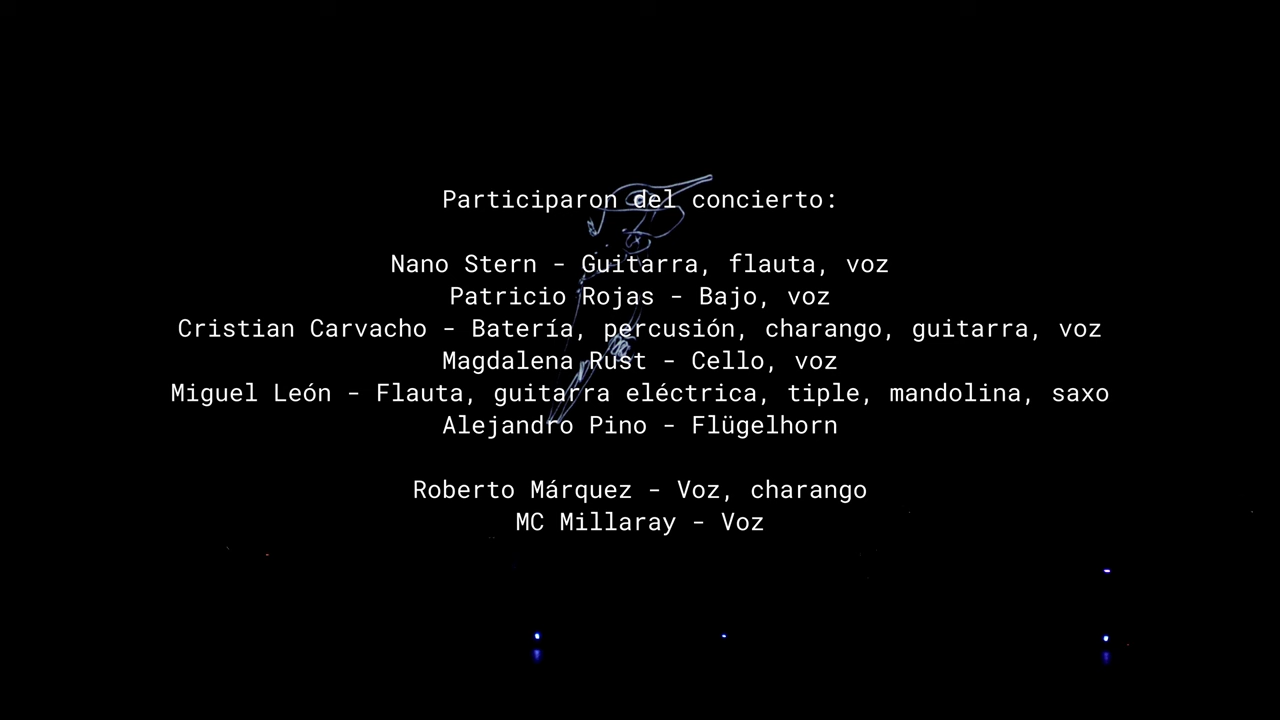 Participaron del concierto:
Nano Stern - Guitarra, flauta, voz
Patricio Rojas - Bajo, voz
Cristian Carvacho - Batería, percusión, charango, guitarra, voz
Magdalena Rust - Cello, voz
Miguel León - Flauta, guitarra eléctrica, tiple, mandolina, saxo
Alejandro Pino - Flügelhorn
Roberto Márquez - Voz, charango
MC Millaray - Voz